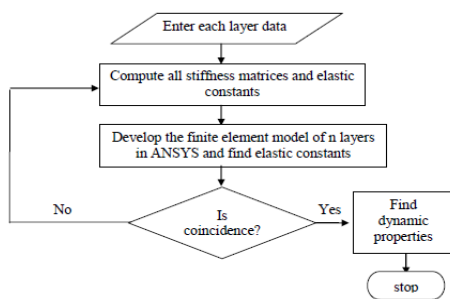 Enter each layer data
Compute all stiffness matrices and elastic
constants
Develop the finite element model of n layers
in ANSYS and find elastic constants
No
Is
coincidence?
Yes
Find
dynamic
properties
stop